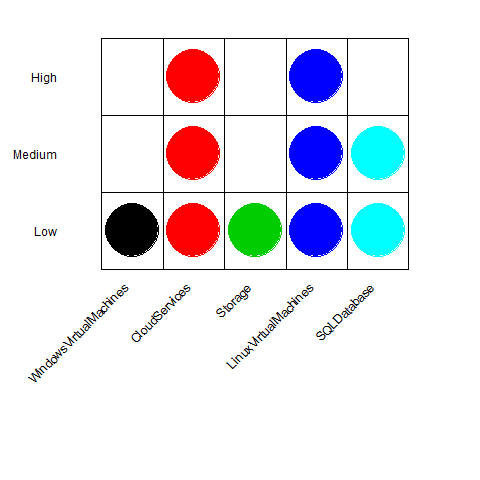 High
Medium
Low
WindowsVirtualMachines
CloudServices
Storage
LinuxVirtualMachines
SQLDatabase